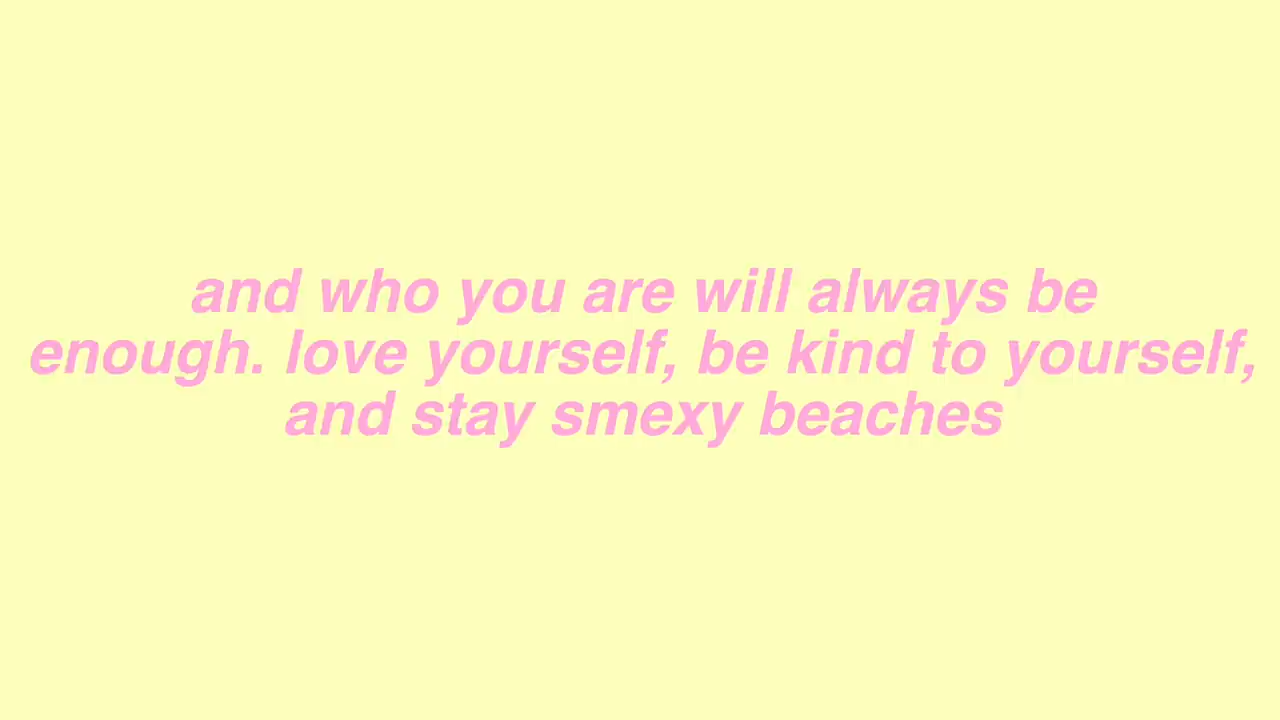 and who you are will always be
enough. love yourself, be kind to yourself,
and stay smexy beaches